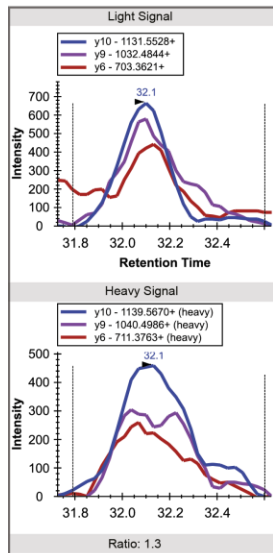 Light Signal
y10 - 1131.5528+
y9 - 1032.4844+
y6 - 703.3621+
32.1
700
600
500
400
300
200
100
0
Intensity
31.8 32.0 32.2 32.4
Retention Time
Heavy Signal
y10 - 1139.5670+ (heavy)
y9 - 1040.4986+ (heavy)
y6 - 711.3763+ (heavy)
32.1
500
400
300
200
100
0
Intensity
31.8 32.0 32.2 32.4
Ratio: 1.3